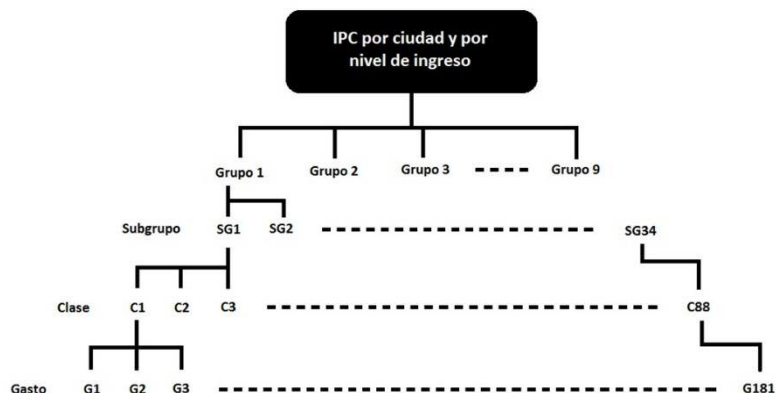 IPC por ciudad y por
nivel de ingreso
Grupo 1 Grupo 2 Grupo 3 Grupo 9
Subgrupo SG1 SG2 SG34
Clase C1 C2 C3 C88
Gasto G1 G2 G3 G181